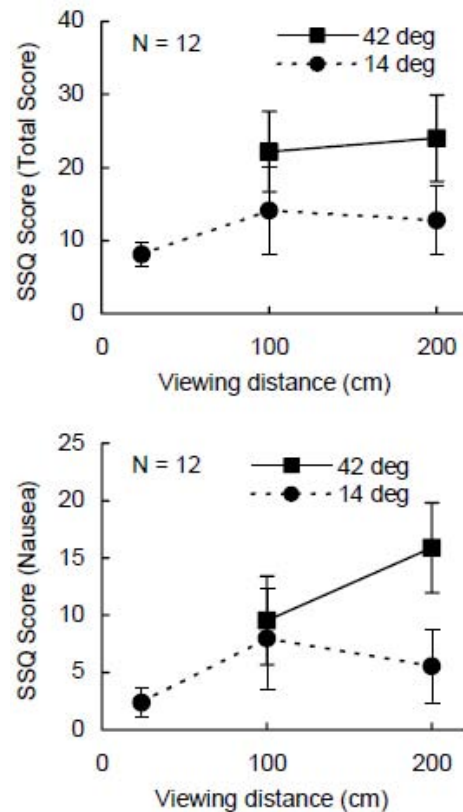 40
N = 12
42 deg
14 deg
30
20
10
0
SSQ Score (Total Score)
0 100 200
Viewing distance (cm)
25
N = 12
42 deg
14 deg
20
15
10
5
0
SSQ Score (Nausea)
0 100 200
Viewing distance (cm)